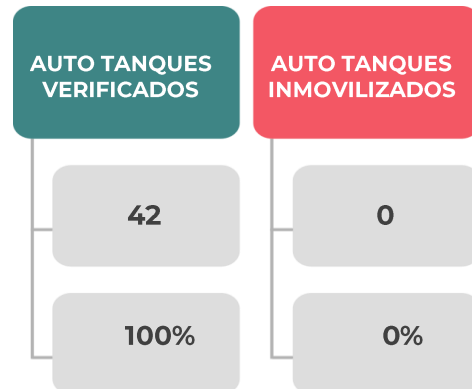 AUTO TANQUES
VERIFICADOS
42
100%
AUTO TANQUES
INMOVILIZADOS
0
0%